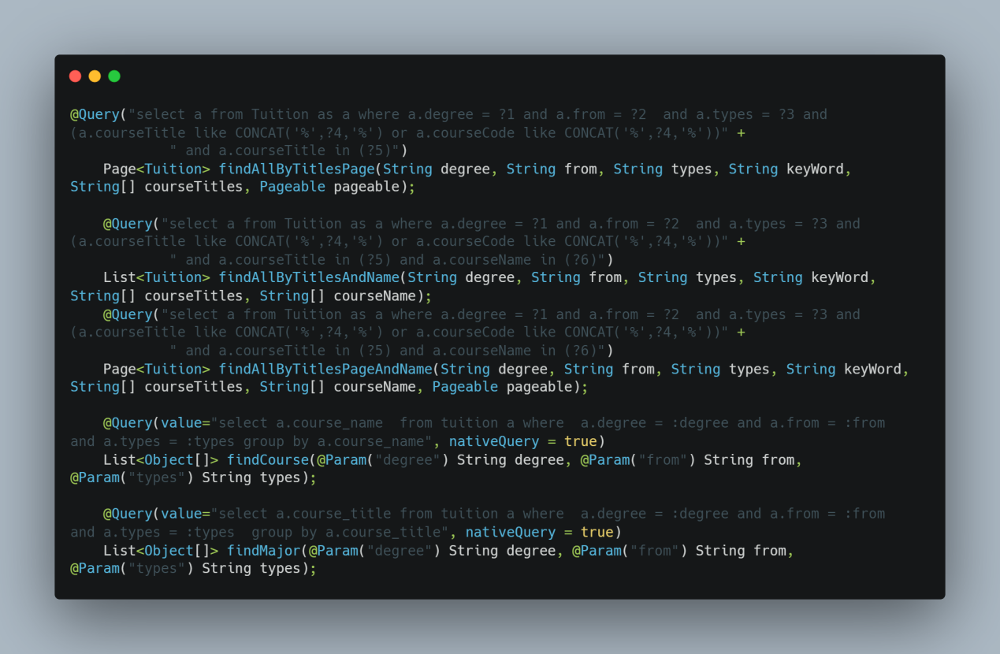 @Query("select a from Tuition as a where a.degree = ?1 and a.from = ?2  and a.types = ?3 and
(a.courseTitle like CONCAT('%',?4,'%') or a.courseCode like CONCAT('%',?4,'%'))" +
            " and a.courseTitle in (?5)")
    Page<Tuition> findAllByTitlesPage(String degree, String from, String types, String keyWord,
String[] courseTitles, Pageable pageable);

    @Query("select a from Tuition as a where a.degree = ?1 and a.from = ?2  and a.types = ?3 and
(a.courseTitle like CONCAT('%',?4,'%') or a.courseCode like CONCAT('%',?4,'%'))" +
            " and a.courseTitle in (?5) and a.courseName in (?6)")
    List<Tuition> findAllByTitlesAndName(String degree, String from, String types, String keyWord,
String[] courseTitles, String[] courseName);
    @Query("select a from Tuition as a where a.degree = ?1 and a.from = ?2  and a.types = ?3 and
(a.courseTitle like CONCAT('%',?4,'%') or a.courseCode like CONCAT('%',?4,'%'))" +
            " and a.courseTitle in (?5) and a.courseName in (?6)")
    Page<Tuition> findAllByTitlesPageAndName(String degree, String from, String types, String keyWord,
String[] courseTitles, String[] courseName, Pageable pageable);

    @Query(value="select a.course_name  from tuition a where  a.degree = :degree and a.from = :from
and a.types = :types group by a.course_name", nativeQuery = true)
    List<Object[]> findCourse(@Param("degree") String degree, @Param("from") String from,
@Param("types") String types);

    @Query(value="select a.course_title from tuition a where  a.degree = :degree and a.from = :from
and a.types = :types  group by a.course_title", nativeQuery = true)
    List<Object[]> findMajor(@Param("degree") String degree, @Param("from") String from,
@Param("types") String types);